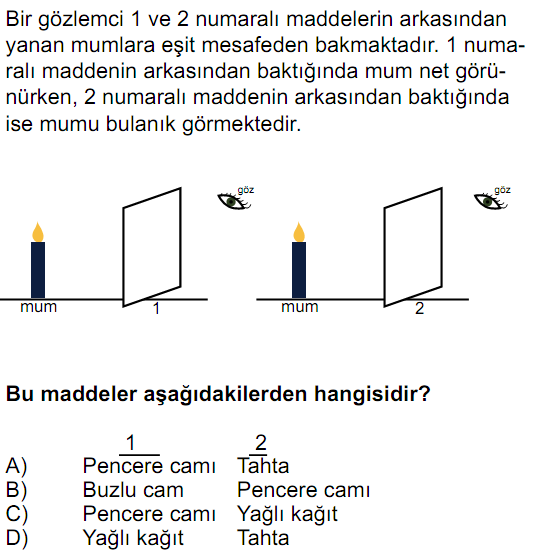 Bir gözlemci 1 ve 2 numaralı maddelerin arkasından
yanan mumlara eşit mesafeden bakmaktadır. 1 numa-
ralı maddenin arkasından baktığında mum net görü-
nürken, 2 numaralı maddenin arkasından baktığında
ise mumu bulanık görmektedir.
göz göz
mum 1 mum 2
Bu maddeler aşağıdakilerden hangisidir?
1 2
A) Pencere camı Tahta
B) Buzlu cam Pencere camı
C) Pencere camı Yağlı kağıt
D) Yağlı kağıt Tahta